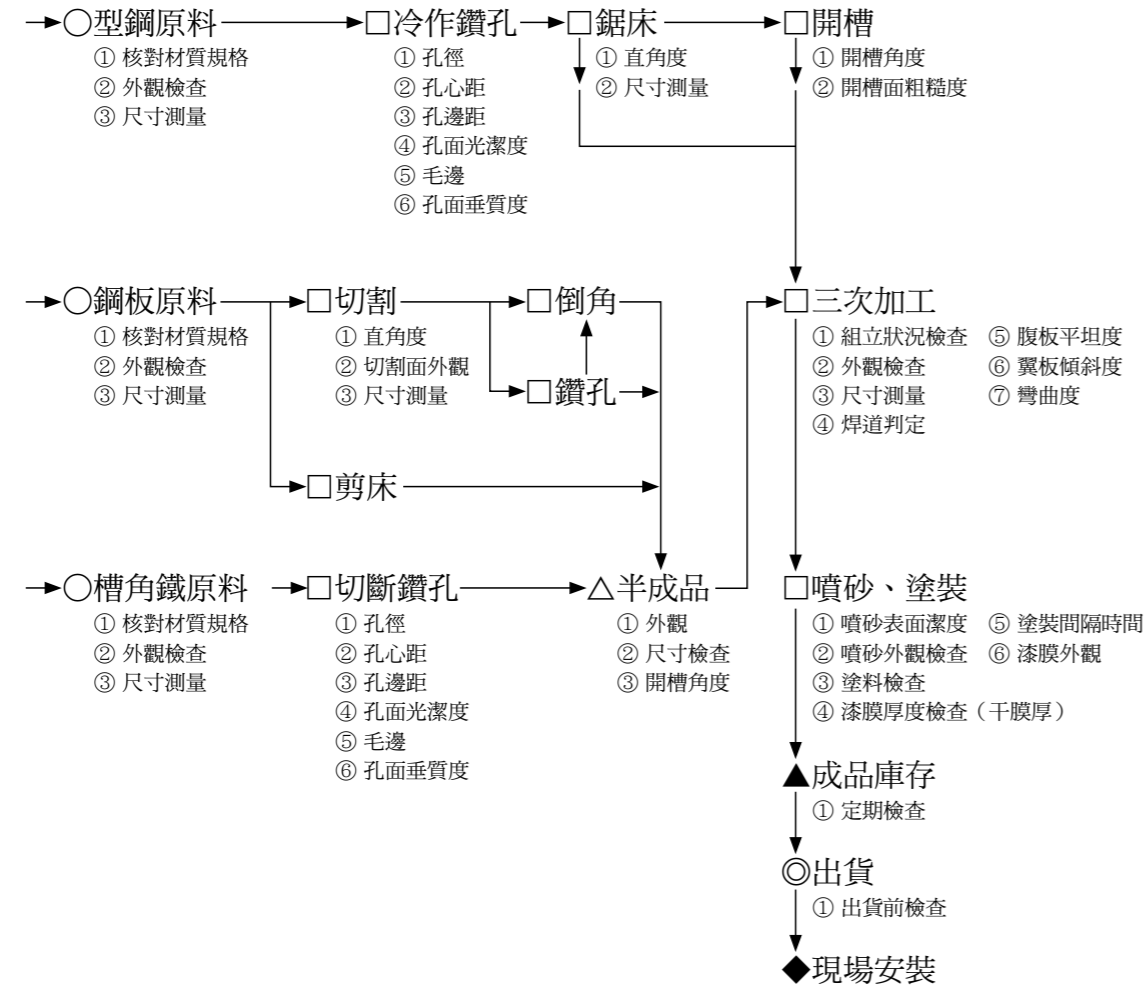 ○型鋼原料
① 核對材質規格
② 外觀檢查
③ 尺寸測量
□冷作鑽孔
① 孔徑
② 孔心距
③ 孔邊距
④ 孔面光潔度
⑤ 毛邊
⑥ 孔面垂質度
□鋸床
① 直角度
② 尺寸測量
□開槽
① 開槽角度
② 開槽面粗糙度
○鋼板原料
① 核對材質規格
② 外觀檢查
③ 尺寸測量
□切割
① 直角度
② 切割面外觀
③ 尺寸測量
□倒角
□鑽孔
□剪床
□三次加工
① 組立狀況檢查
② 外觀檢查
③ 尺寸測量
④ 焊道判定
⑤ 腹板平坦度
⑥ 翼板傾斜度
⑦ 彎曲度
○槽角鐵原料
① 核對材質規格
② 外觀檢查
③ 尺寸測量
□切斷鑽孔
① 孔徑
② 孔心距
③ 孔邊距
④ 孔面光潔度
⑤ 毛邊
⑥ 孔面垂質度
△半成品
① 外觀
② 尺寸檢查
③ 開槽角度
□噴砂、塗裝
① 噴砂表面潔度
② 噴砂外觀檢查
③ 塗料檢查
④ 漆膜厚度檢查（干膜厚）
⑤ 塗裝間隔時間
⑥ 漆膜外觀
▲成品庫存
① 定期檢查
◎出貨
① 出貨前檢查
◆現場安裝